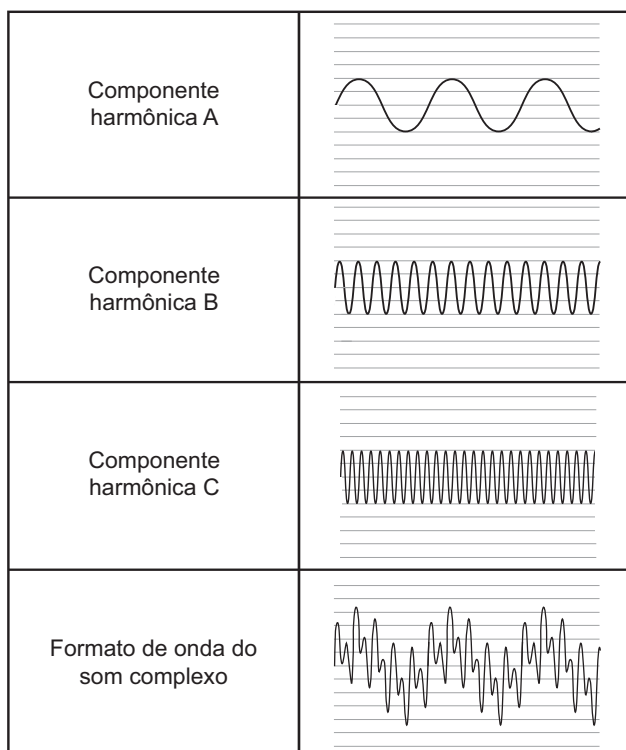 Componente
harmônica A
Componente
harmônica B
Componente
harmônica C
Formato de onda do
som complexo